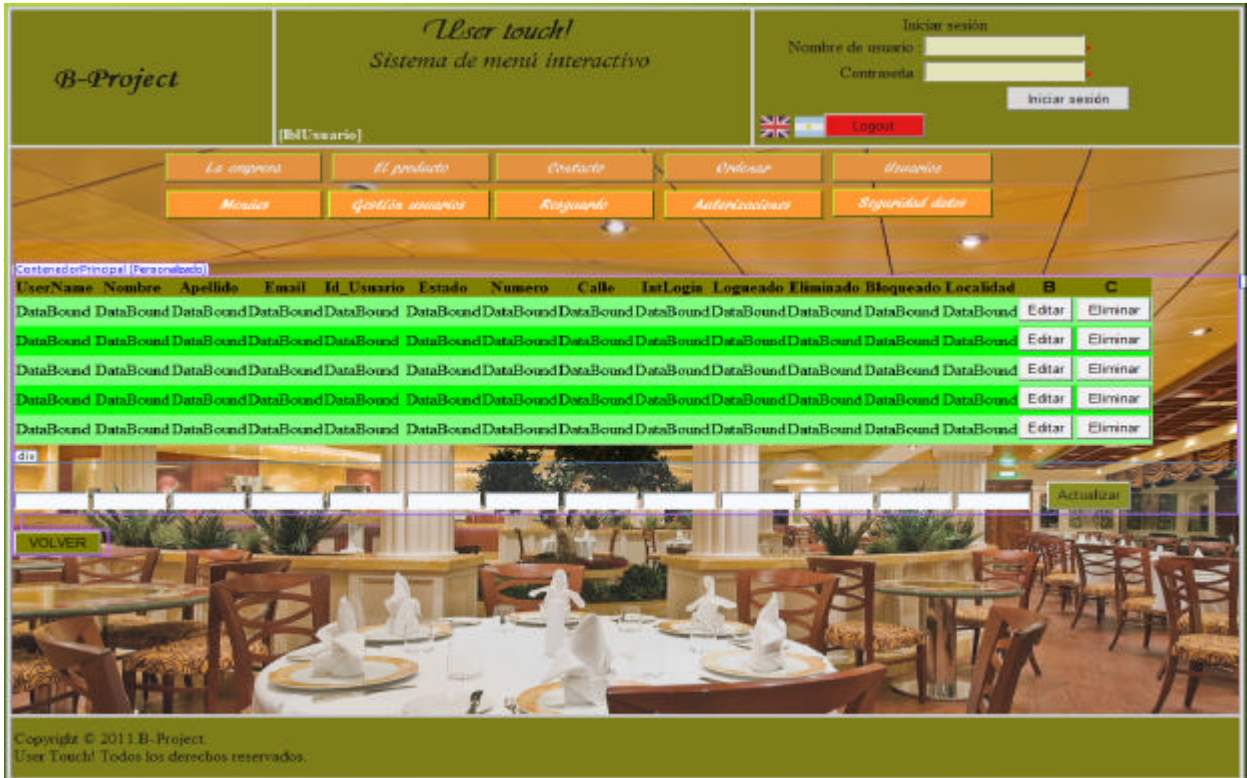 B-Project
User touch!
Sistema de menú interactivo
[lblUsuario]
Iniciar sesión
Nombre de usuario :
Contraseña :
Iniciar sesión
Logout
La empresa El producto Contacto Ordenar Usuarios
Menúes Gestión usuarios Resguardo Autorizaciones Seguridad datos
ContenedorPrincipal (Personalizado)
UserName Nombre Apellido Email Id_Usuario Estado Numero Calle IntLogin Logueado Eliminado Bloqueado Localidad B C
DataBound DataBound DataBound DataBound DataBound DataBound DataBound DataBound DataBound DataBound DataBound DataBound DataBound Editar Eliminar
DataBound DataBound DataBound DataBound DataBound DataBound DataBound DataBound DataBound DataBound DataBound DataBound DataBound Editar Eliminar
DataBound DataBound DataBound DataBound DataBound DataBound DataBound DataBound DataBound DataBound DataBound DataBound DataBound Editar Eliminar
DataBound DataBound DataBound DataBound DataBound DataBound DataBound DataBound DataBound DataBound DataBound DataBound DataBound Editar Eliminar
DataBound DataBound DataBound DataBound DataBound DataBound DataBound DataBound DataBound DataBound DataBound DataBound DataBound Editar Eliminar
div
Actualizar
VOLVER
Copyright © 2011.B-Project.
User Touch! Todos los derechos reservados.